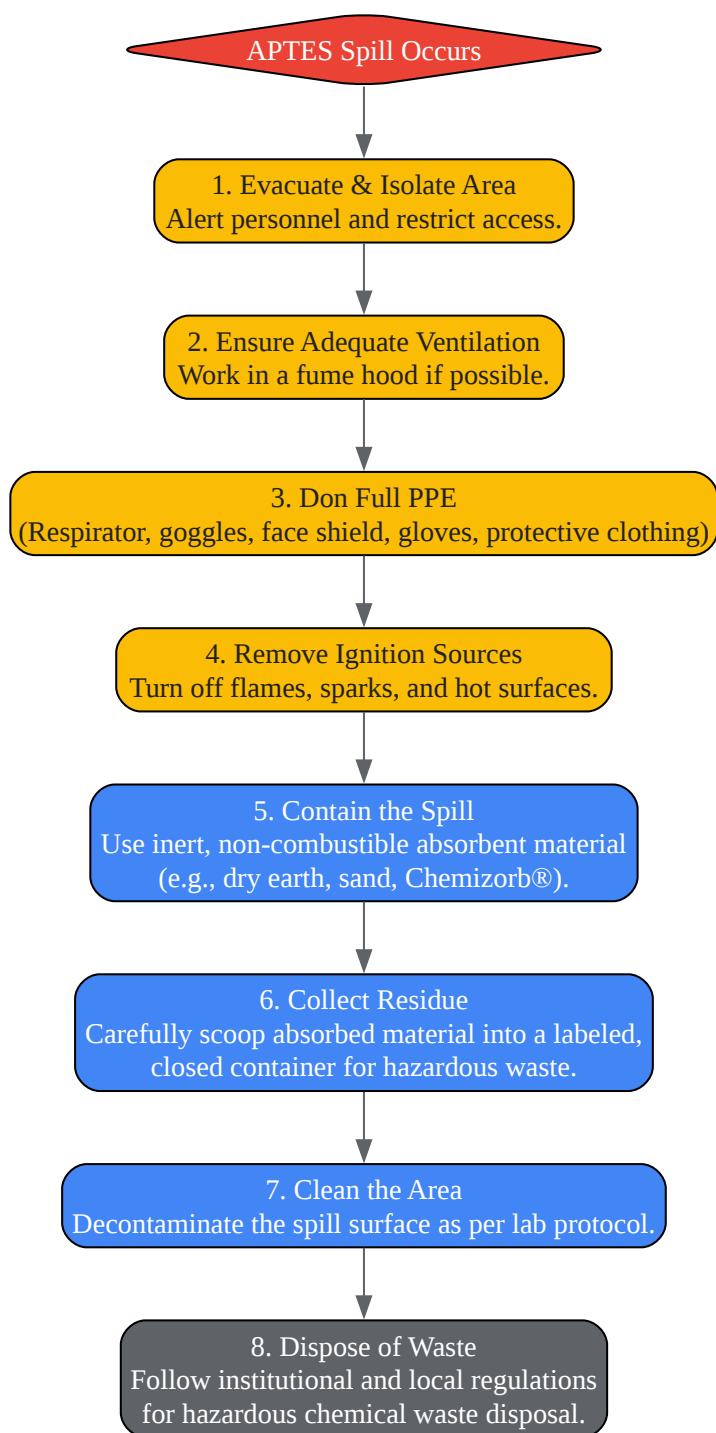 APTES Spill Occurs
1. Evacuate & Isolate Area
Alert personnel and restrict access.
2. Ensure Adequate Ventilation
Work in a fume hood if possible.
3. Don Full PPE
(Respirator, goggles, face shield, gloves, protective clothing)
4. Remove Ignition Sources
Turn off flames, sparks, and hot surfaces.
5. Contain the Spill
Use inert, non-combustible absorbent material
(e.g., dry earth, sand, Chemizorb®).
6. Collect Residue
Carefully scoop absorbed material into a labeled,
closed container for hazardous waste.
7. Clean the Area
Decontaminate the spill surface as per lab protocol.
8. Dispose of Waste
Follow institutional and local regulations
for hazardous chemical waste disposal.